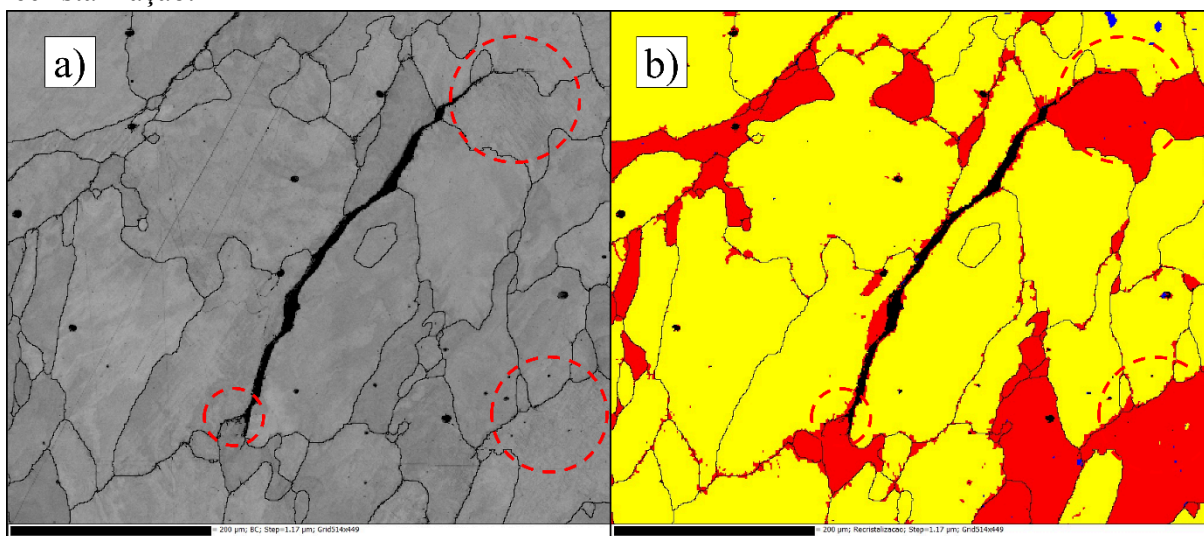 a)
b)
= 200 µm; BC; Step=1.17 µm; Grid514x449
= 200 µm; Recristalizacao; Step=1.17 µm; Grid514x449